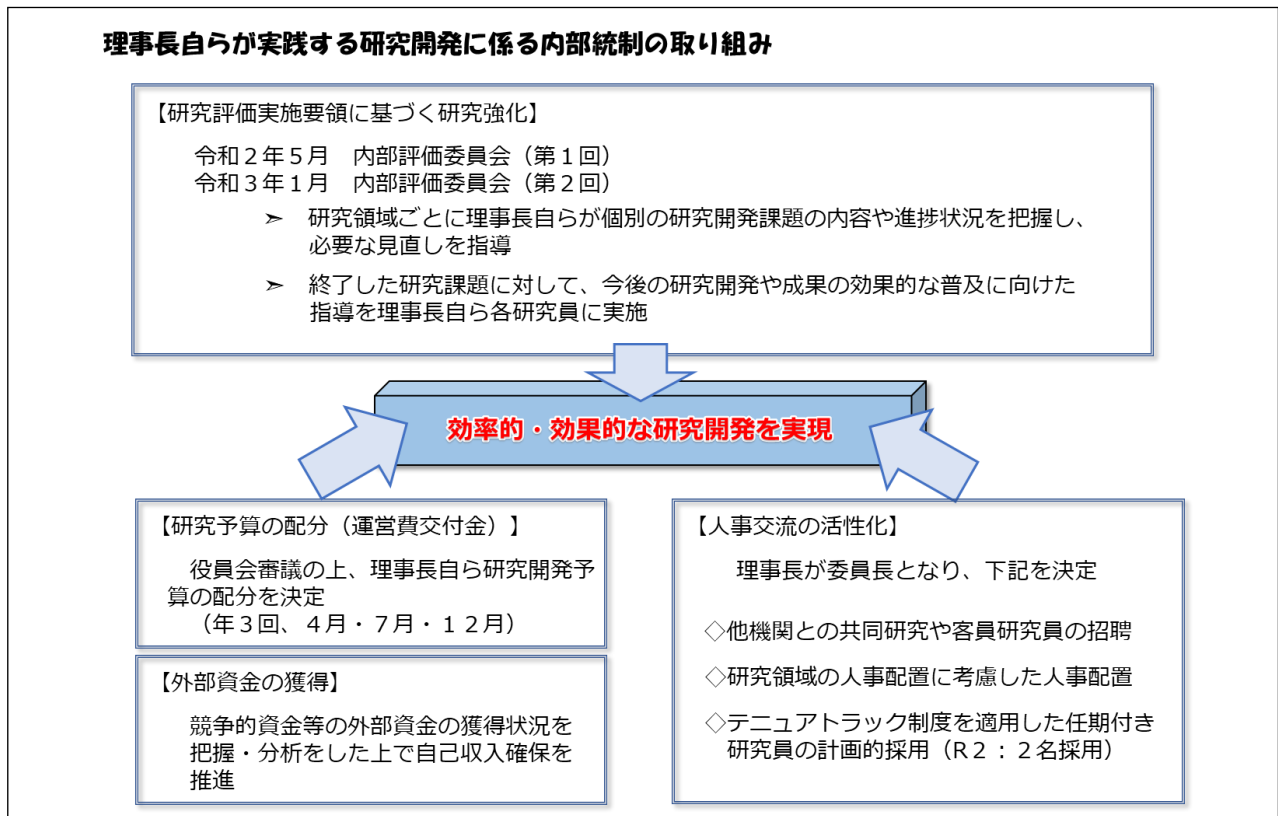 理事長自らが実践する研究開発に係る内部統制の取り組み
【研究評価実施要領に基づく研究強化】
令和２年５月　内部評価委員会（第１回）
令和３年１月　内部評価委員会（第２回）
➢　研究領域ごとに理事長自らが個別の研究開発課題の内容や進捗状況を把握し、
必要な見直しを指導
➢　終了した研究課題に対して、今後の研究開発や成果の効果的な普及に向けた
指導を理事長自ら各研究員に実施
効率的・効果的な研究開発を実現
【研究予算の配分（運営費交付金）】
役員会審議の上、理事長自ら研究開発予
算の配分を決定
（年３回、４月・７月・１２月）
【外部資金の獲得】
競争的資金等の外部資金の獲得状況を
把握・分析をした上で自己収入確保を
推進
【人事交流の活性化】
理事長が委員長となり、下記を決定
◇他機関との共同研究や客員研究員の招聘
◇研究領域の人事配置に考慮した人事配置
◇テニュアトラック制度を適用した任期付き
研究員の計画的採用（R２：２名採用）